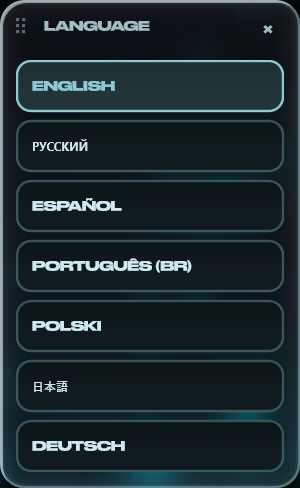 LANGUAGE
ENGLISH
РУССКИЙ
ESPAÑOL
PORTUGUÊS (BR)
POLSKI
日本語
DEUTSCH